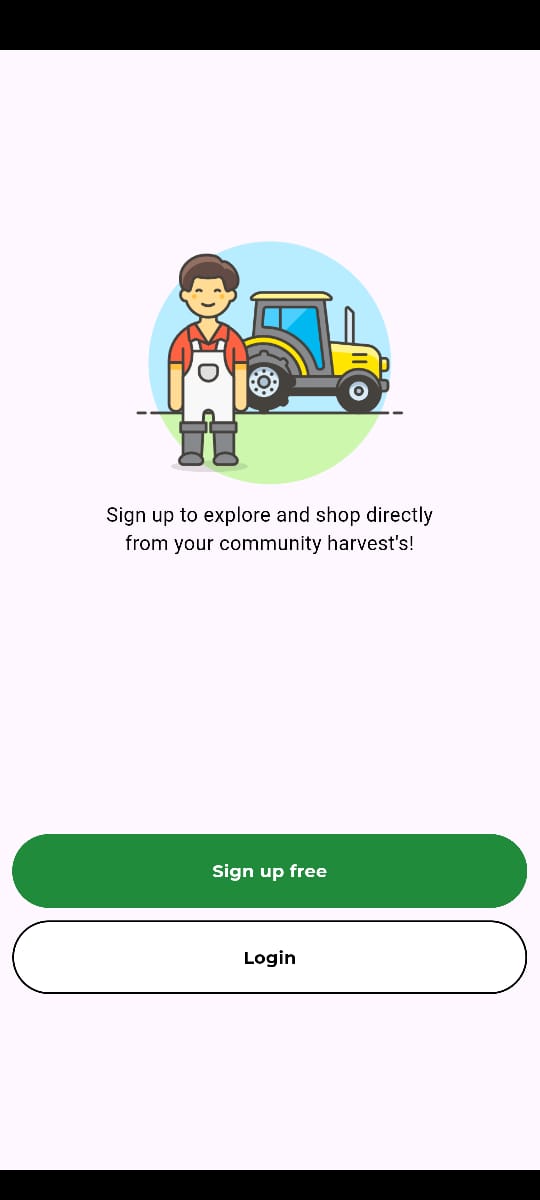 Sign up to explore and shop directly
from your community harvest's!
Sign up free
Login